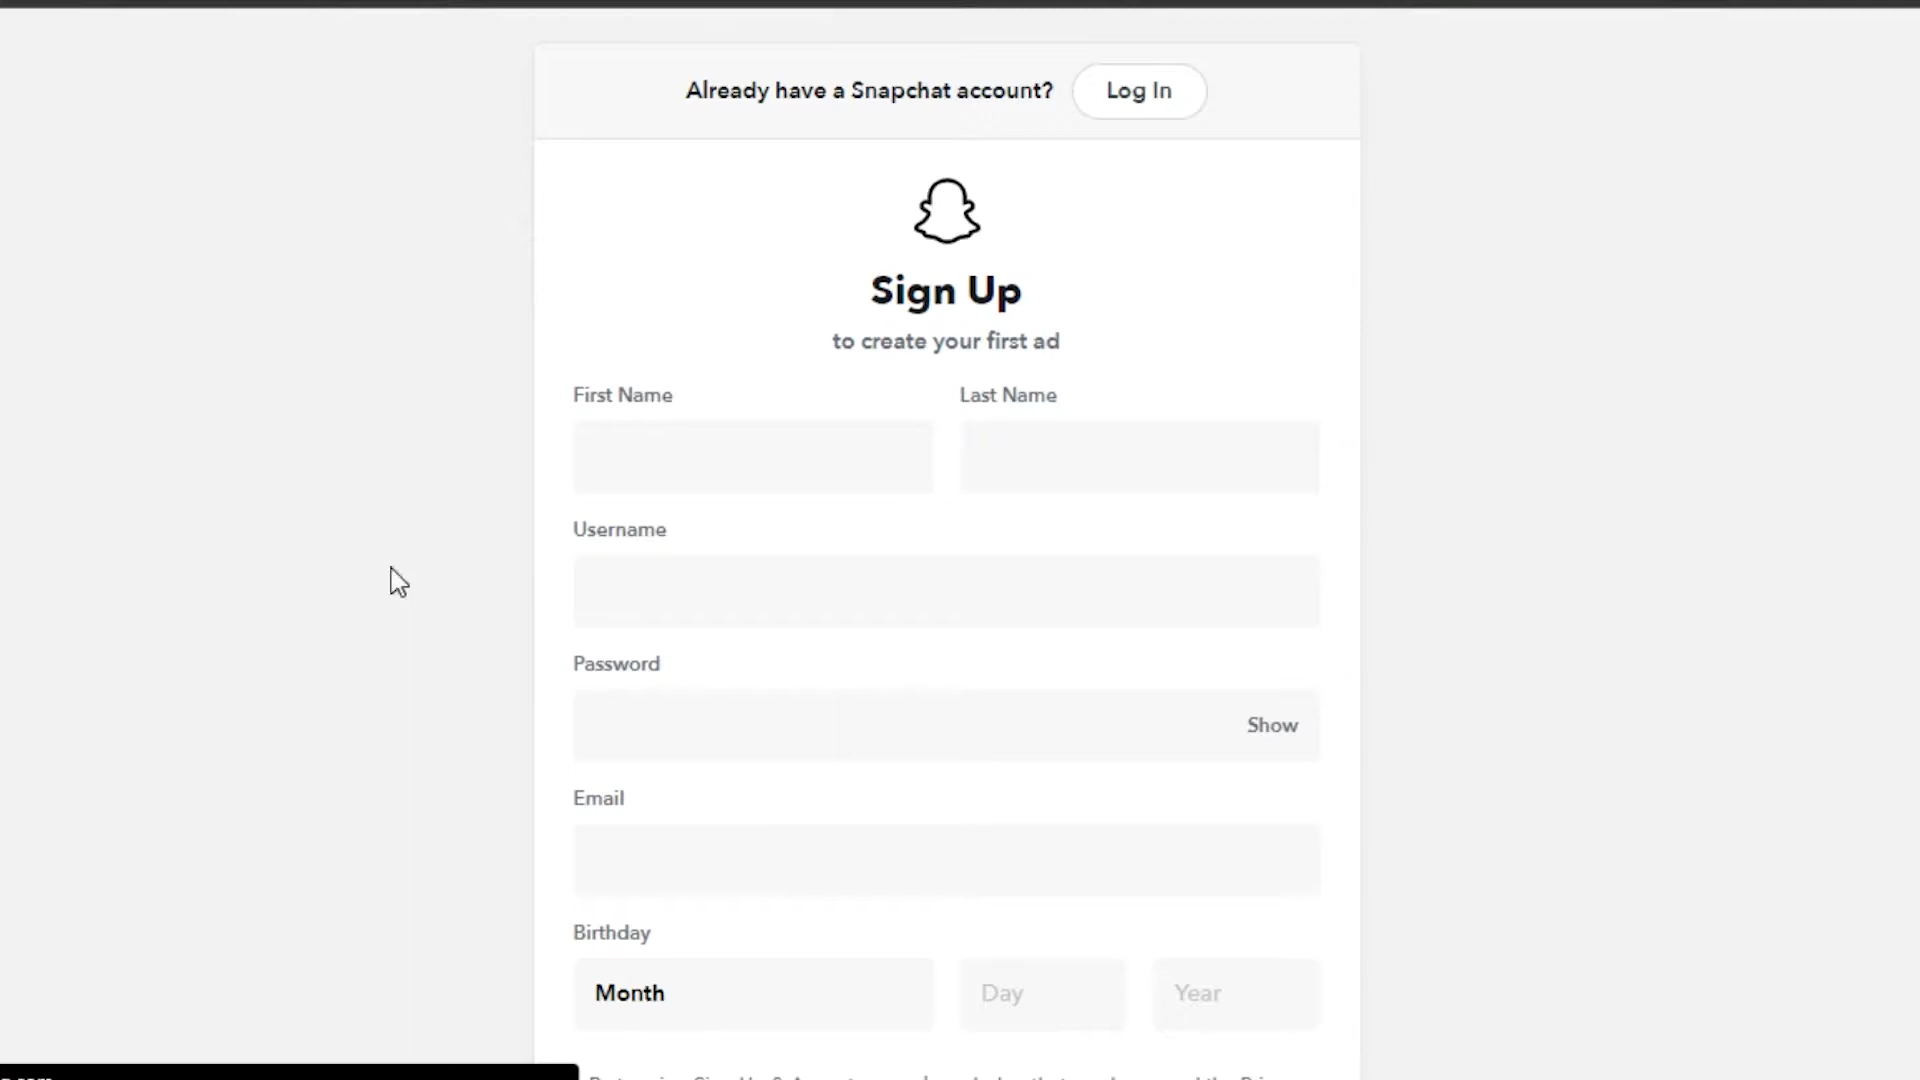 Already have a Snapchat account? Log In
Sign Up
to create your first ad
First Name Last Name
Username
Password
Show
Email
Birthday
Month Day Year